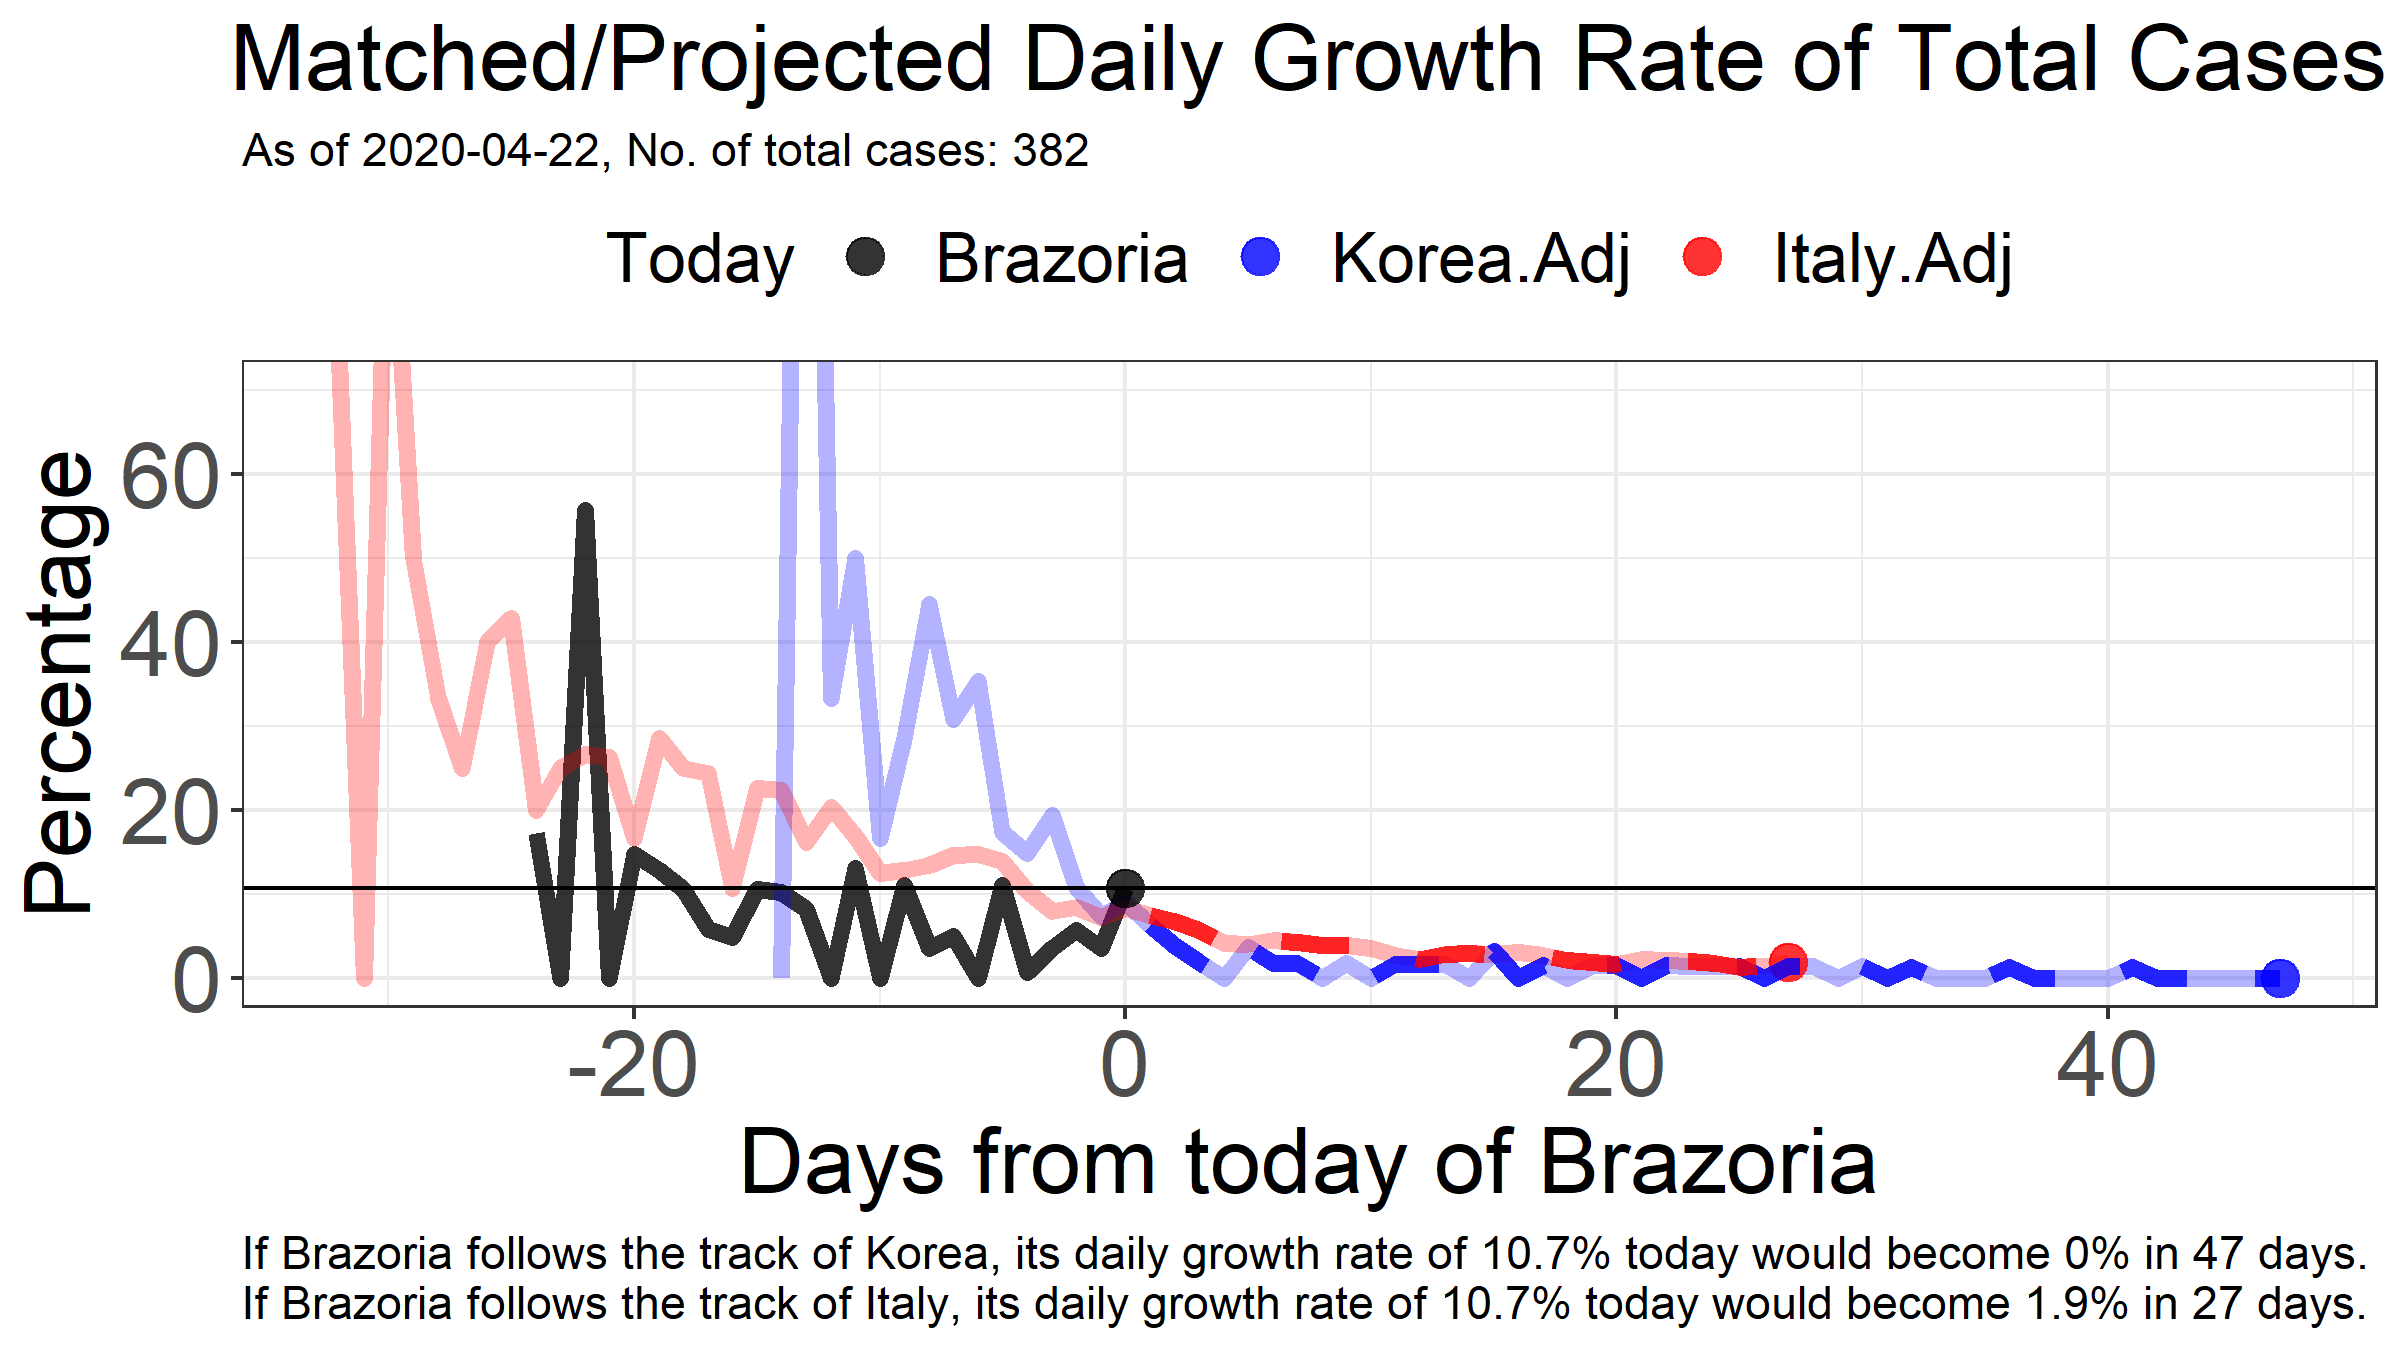 Matched/Projected Daily Growth Rate of Total Cases
As of 2020-04-22, No. of total cases: 382
Today Brazoria Korea.Adj Italy.Adj
Percentage
60
40
20
0
-20 0 20 40
Days from today of Brazoria
If Brazoria follows the track of Korea, its daily growth rate of 10.7% today would become 0% in 47 days.
If Brazoria follows the track of Italy, its daily growth rate of 10.7% today would become 1.9% in 27 days.